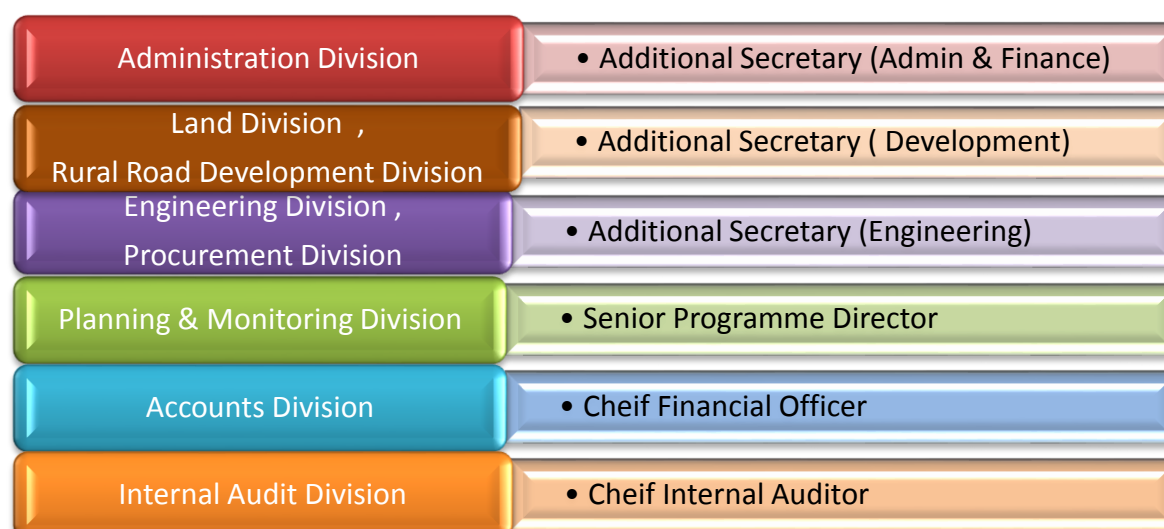 Administration Division
• Additional Secretary (Admin & Finance)
Land Division ,
Rural Road Development Division
• Additional Secretary ( Development)
Engineering Division ,
Procurement Division
• Additional Secretary (Engineering)
Planning & Monitoring Division
• Senior Programme Director
Accounts Division
• Cheif Financial Officer
Internal Audit Division
• Cheif Internal Auditor